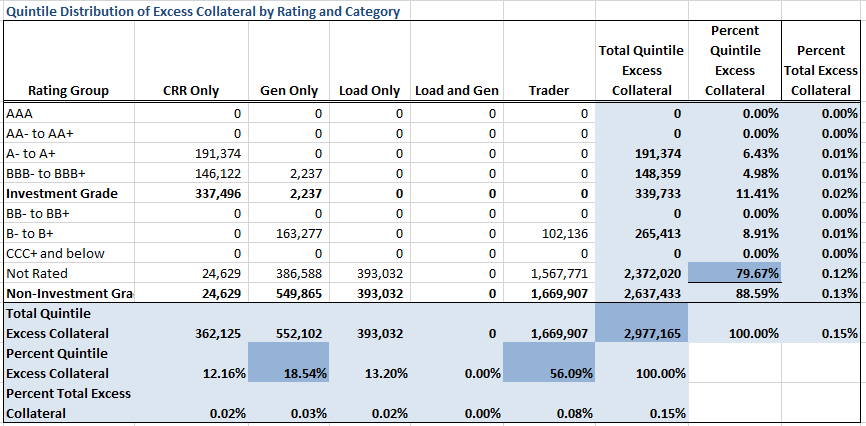 Quintile Distribution of Excess Collateral by Rating and Category
Percent
Total Quintile Quintile Percent
Excess Excess Total Excess
Rating Group CRR Only Gen Only Load Only Load and Gen Trader Collateral Collateral Collateral
AAA 0 0 0 0 0 0 0.00% 0.00%
AA- to AA+ 0 0 0 0 0 0 0.00% 0.00%
A- to A+ 191,374 0 0 0 0 191,374 6.43% 0.01%
BBB- to BBB+ 146,122 2,237 0 0 0 148,359 4.98% 0.01%
Investment Grade 337,496 2,237 0 0 0 339,733 11.41% 0.02%
BB- to BB+ 0 0 0 0 0 0 0.00% 0.00%
B- to B+ 0 163,277 0 0 102,136 265,413 8.91% 0.01%
CCC+ and below 0 0 0 0 0 0 0.00% 0.00%
Not Rated 24,629 386,588 393,032 0 1,567,771 2,372,020 79.67% 0.12%
Non-Investment Gra 24,629 549,865 393,032 0 1,669,907 2,637,433 88.59% 0.13%
Total Quintile
Excess Collateral 362,125 552,102 393,032 0 1,669,907 2,977,165 100.00% 0.15%
Percent Quintile
Excess Collateral 12.16% 18.54% 13.20% 0.00% 56.09% 100.00%
Percent Total Excess
Collateral 0.02% 0.03% 0.02% 0.00% 0.08% 0.15%